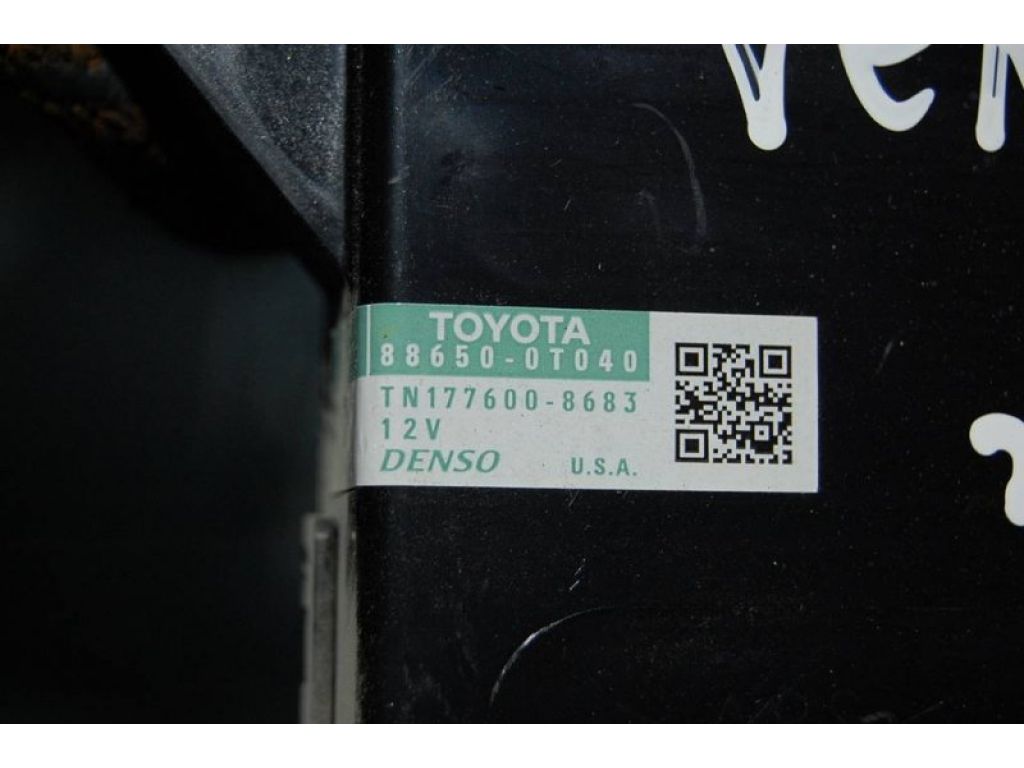 TOYOTA
88650-0T040
TN177600-8683
12V
DENSO U.S.A.